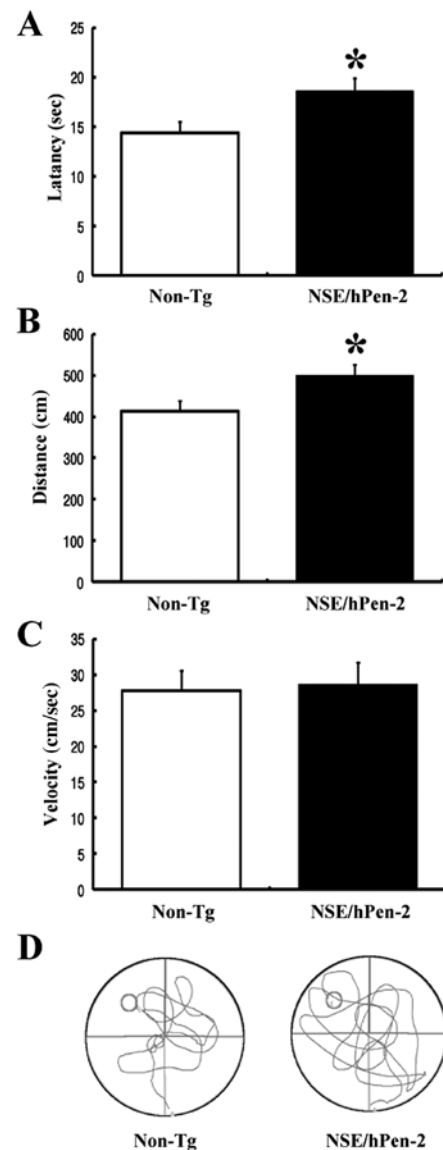 A
25
20
15
10
5
0
Latancy (sec)
*
Non-Tg NSE/hPen-2
B
600
500
400
300
200
100
0
Distance (cm)
*
Non-Tg NSE/hPen-2
C
35
30
25
20
15
10
5
0
Velocity (cm/sec)
Non-Tg NSE/hPen-2
D
Non-Tg NSE/hPen-2